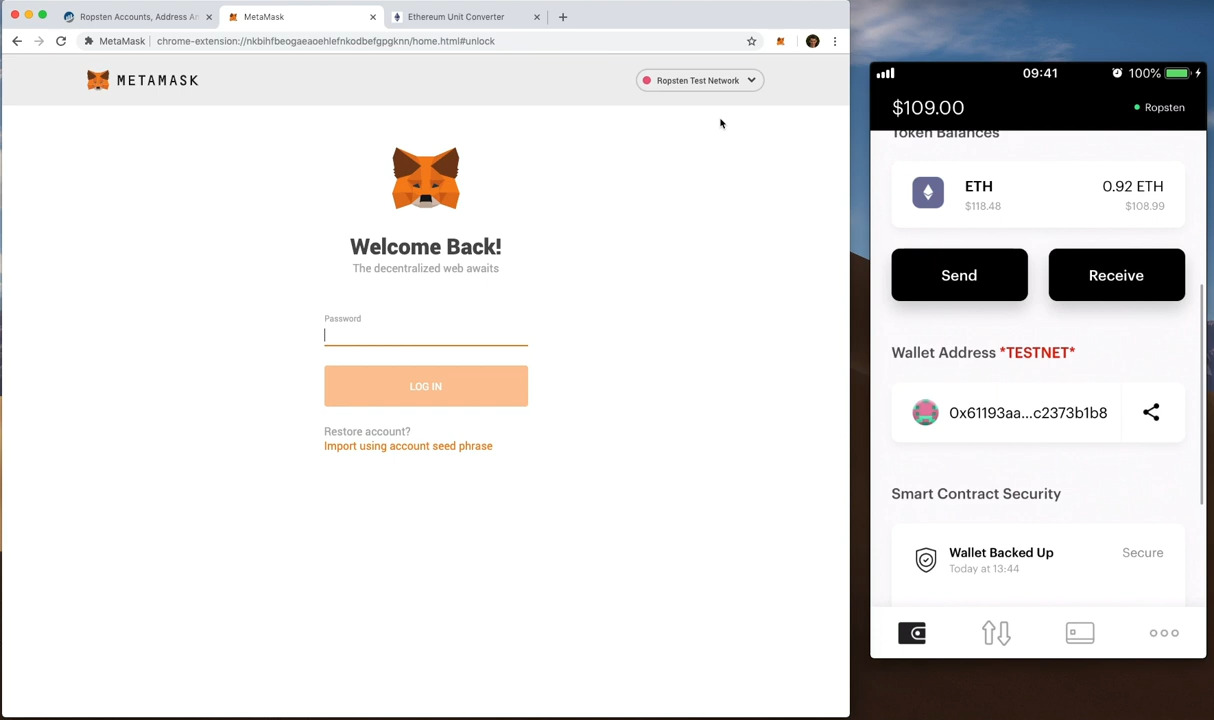 Ropsten Accounts, Address An
MetaMask
Ethereum Unit Converter
MetaMask
chrome-extension://nkbihfbeogaeaoehlefnkodbefgpgknn/home.html#unlock
METAMASK
Ropsten Test Network
Welcome Back!
The decentralized web awaits
Password
LOG IN
Restore account?
Import using account seed phrase
09:41
100%
$109.00
Ropsten
Token Balances
ETH
0.92 ETH
$118.48
$108.99
Send
Receive
Wallet Address *TESTNET*
0x61193aa...c2373b1b8
Smart Contract Security
Wallet Backed Up
Secure
Today at 13:44